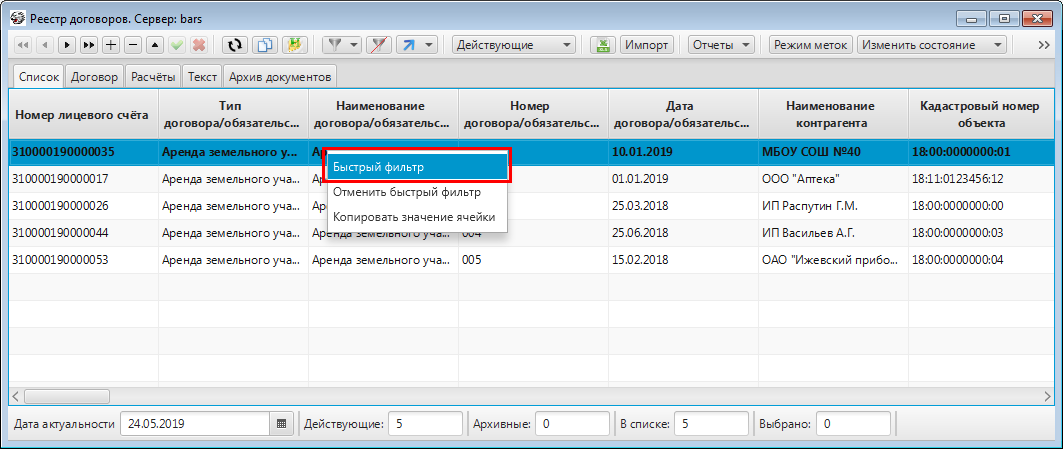 Реестр договоров. Сервер: bars
Действующие Импорт Отчеты Режим меток Изменить состояние
Список Договор Расчёты Текст Архив документов
Номер лицевого счёта Тип договора/обязательс... Наименование договора/обязательс... Номер договора/обязательс... Дата договора/обязательс... Наименование контрагента Кадастровый номер объекта
310000190000035 Аренда земельного у... 10.01.2019 МБОУ СОШ №40 18:00:0000000:01
Быстрый фильтр
310000190000017 Аренда земельного уча... 01.01.2019 ООО "Аптека" 18:11:0123456:12
Отменить быстрый фильтр
310000190000026 Аренда земельного уча... 25.03.2018 ИП Распутин Г.М. 18:00:0000000:00
Копировать значение ячейки
310000190000044 Аренда земельного уча... Аренда земельного уча... 004 25.06.2018 ИП Васильев А.Г. 18:00:0000000:03
310000190000053 Аренда земельного уча... Аренда земельного уча... 005 15.02.2018 ОАО "Ижевский прибо... 18:00:0000000:04
Дата актуальности 24.05.2019 Действующие: 5 Архивные: 0 В списке: 5 Выбрано: 0